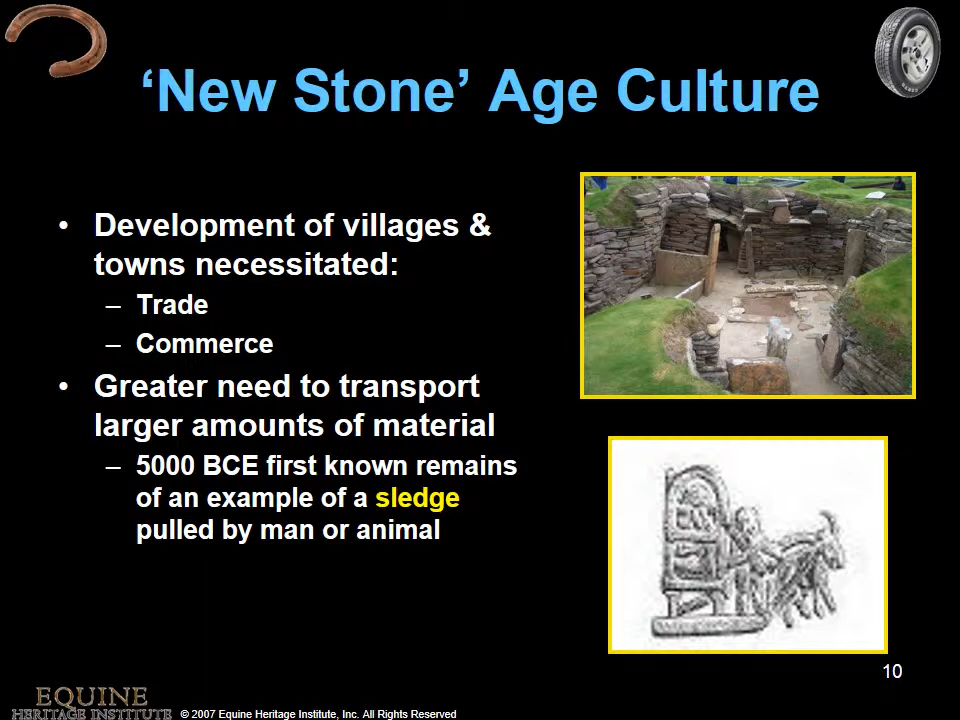 ‘New Stone’ Age Culture
• Development of villages &
towns necessitated:
– Trade
– Commerce
• Greater need to transport
larger amounts of material
– 5000 BCE first known remains
of an example of a sledge
pulled by man or animal
10
EQUINE
HERITAGE INSTITUTE
© 2007 Equine Heritage Institute, Inc. All Rights Reserved